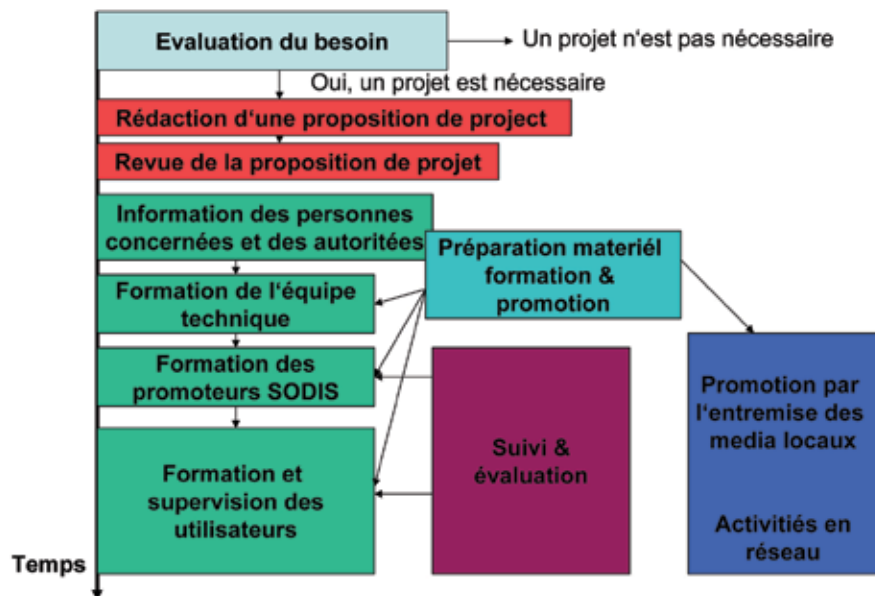 Evaluation du besoin
Un projet n'est pas nécessaire
Oui, un projet est nécessaire
Rédaction d'une proposition de project
Revue de la proposition de projet
Information des personnes
concernées et des autoritées
Préparation materiél
formation &
promotion
Formation de l'équipe
technique
Formation des
promoteurs SODIS
Promotion par
l'entremise des
media locaux
Suivi &
évaluation
Formation et
supervision des
utilisateurs
Activitiés en
réseau
Temps